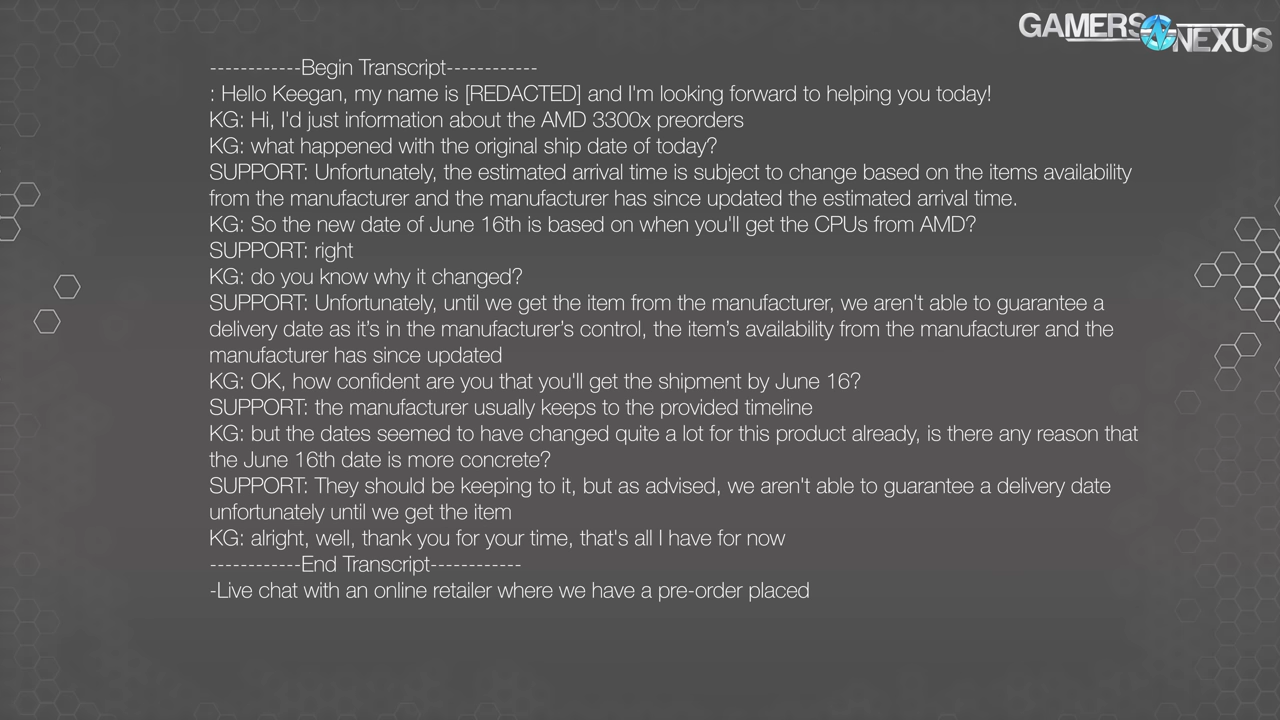 GAMERS NEXUS
------------Begin Transcript------------
: Hello Keegan, my name is [REDACTED] and I'm looking forward to helping you today!
KG: Hi, I'd just information about the AMD 3300x preorders
KG: what happened with the original ship date of today?
SUPPORT: Unfortunately, the estimated arrival time is subject to change based on the items availability
from the manufacturer and the manufacturer has since updated the estimated arrival time.
KG: So the new date of June 16th is based on when you'll get the CPUs from AMD?
SUPPORT: right
KG: do you know why it changed?
SUPPORT: Unfortunately, until we get the item from the manufacturer, we aren't able to guarantee a
delivery date as it’s in the manufacturer’s control, the item’s availability from the manufacturer and the
manufacturer has since updated
KG: OK, how confident are you that you'll get the shipment by June 16?
SUPPORT: the manufacturer usually keeps to the provided timeline
KG: but the dates seemed to have changed quite a lot for this product already, is there any reason that
the June 16th date is more concrete?
SUPPORT: They should be keeping to it, but as advised, we aren't able to guarantee a delivery date
unfortunately until we get the item
KG: alright, well, thank you for your time, that's all I have for now
------------End Transcript------------
-Live chat with an online retailer where we have a pre-order placed